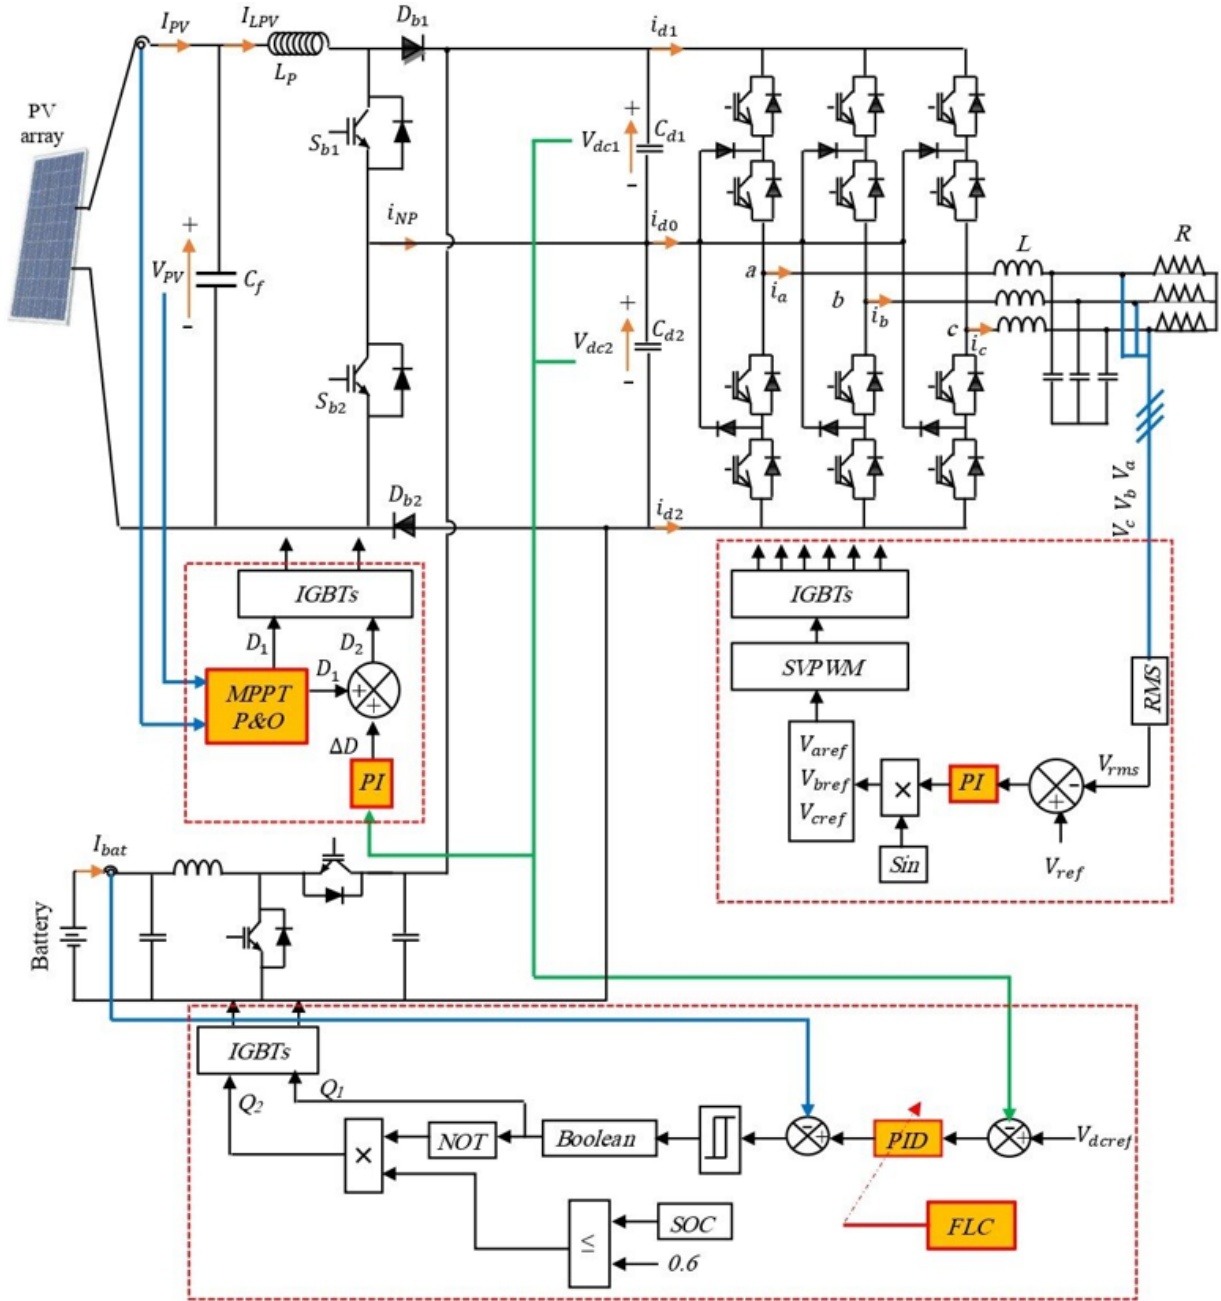 I_PV
I_LPV
D_b1
i_d1
L_P
PV
array
S_b1
+
V_dc1
-
C_d1
i_NP
i_d0
+
V_PV
-
C_f
+
V_dc2
-
C_d2
S_b2
L
R
a
i_a
b
i_b
c
i_c
D_b2
i_d2
V_c V_b V_a
IGBTs
D_1
D_2
MPPT
P&O
D_1
+
+
ΔD
PI
IGBTs
SVPWM
RMS
V_aref
V_bref
V_cref
×
PI
-
+
V_rms
Sin
V_ref
I_bat
Battery
IGBTs
Q_2
Q_1
×
NOT
Boolean
-
+
PID
-
+
V_dcref
SOC
≤
0.6
FLC